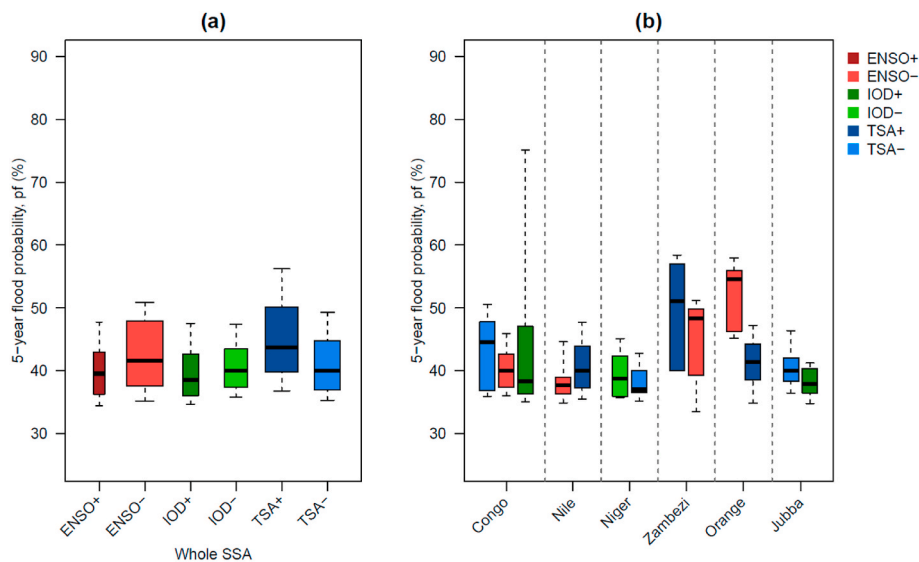 (a)
5−year flood probability, pf (%)
90
80
70
60
50
40
30
ENSO+
ENSO−
IOD+
IOD−
TSA+
TSA−
Whole SSA
(b)
5−year flood probability, pf (%)
90
80
70
60
50
40
30
Congo
Nile
Niger
Zambezi
Orange
Jubba
ENSO+
ENSO−
IOD+
IOD−
TSA+
TSA−